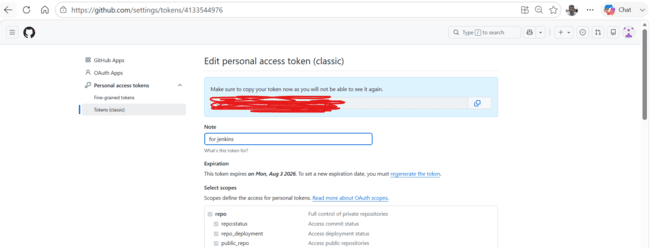 https://github.com/settings/tokens/4133544976
Chat
Type / to search
GitHub Apps
OAuth Apps
Personal access tokens
Fine-grained tokens
Tokens (classic)
Edit personal access token (classic)
Make sure to copy your token now as you will not be able to see it again.
Note
for jenkins
What's this token for?
Expiration
This token expires on Mon, Aug 3 2026. To set a new expiration date, you must regenerate the token.
Select scopes
Scopes define the access for personal tokens. Read more about OAuth scopes.
repo Full control of private repositories
repo:status Access commit status
repo_deployment Access deployment status
public_repo Access public repositories